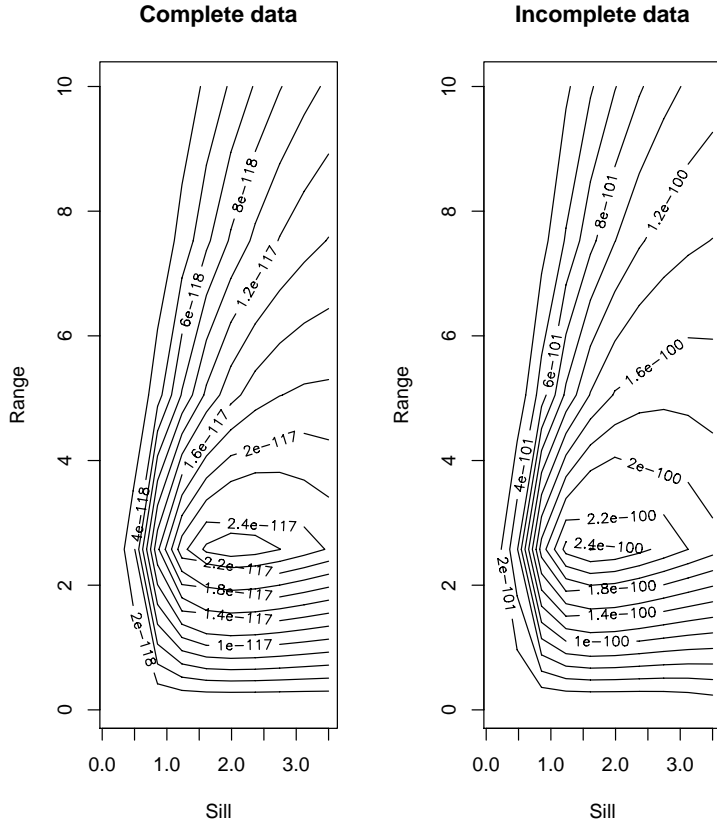 Complete data
Incomplete data
Range
10
8
6
4
2
0
8e−118
1.2e−117
6e−118
1.6e−117
2e−117
4e−118
2.4e−117
2.2e−117
1.8e−117
1.4e−117
1e−117
2e−118
0.0 1.0 2.0 3.0
Sill
Range
10
8
6
4
2
0
1.2e−100
8e−101
6e−101
1.6e−100
4e−101
2e−100
2.2e−100
2.4e−100
2e−101
1.8e−100
1.4e−100
1e−100
0.0 1.0 2.0 3.0
Sill